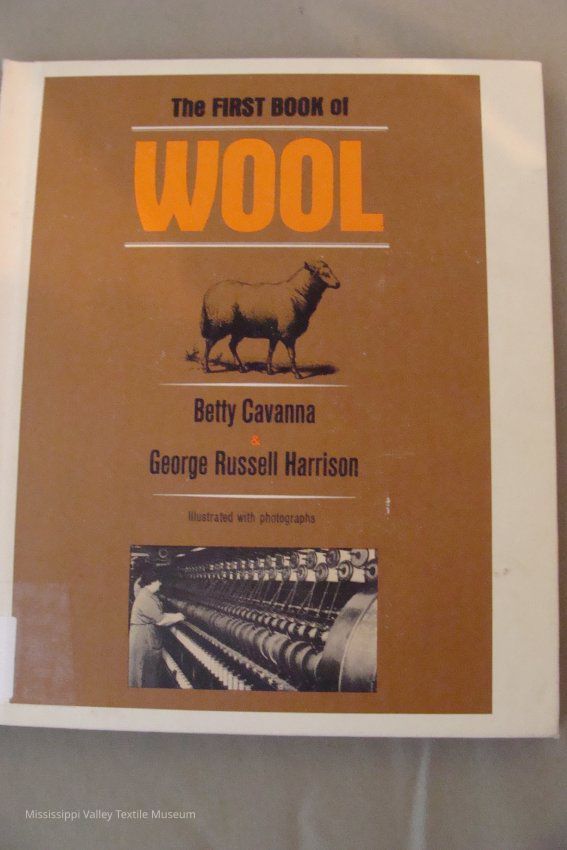 The FIRST BOOK of
WOOL
Betty Cavanna
&
George Russell Harrison
Illustrated with photographs
Mississippi Valley Textile Museum